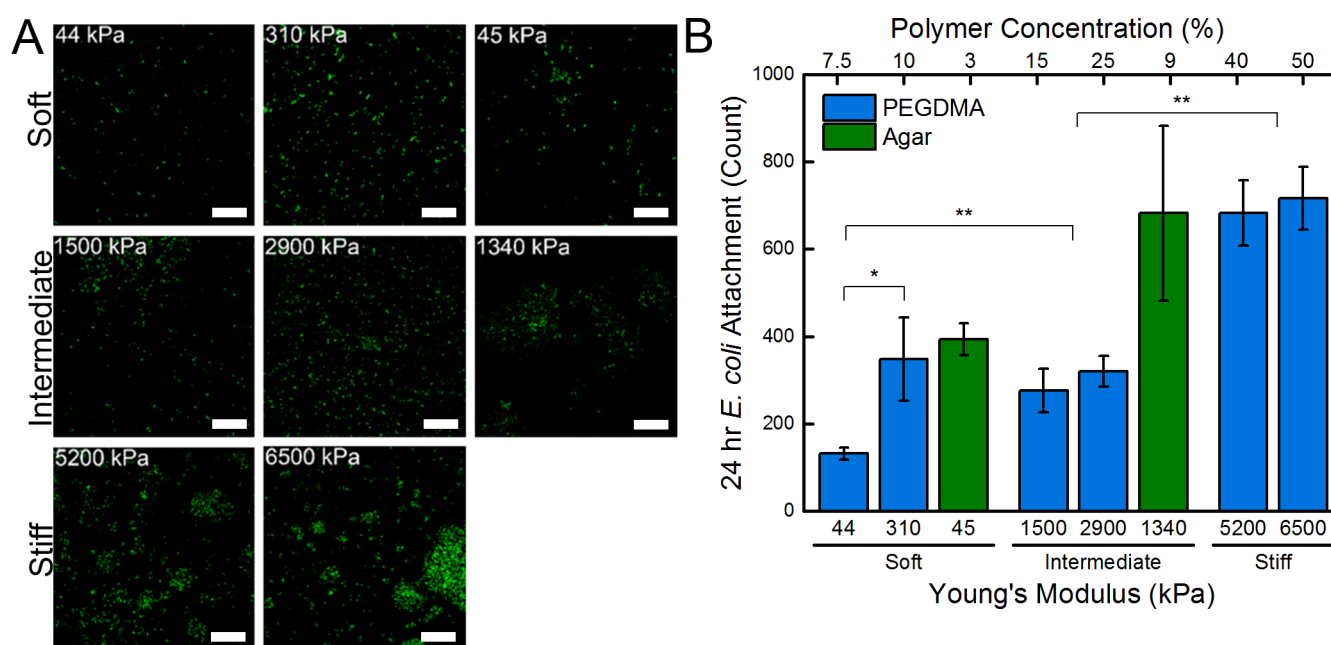 A
Soft
44 kPa
310 kPa
45 kPa
Intermediate
1500 kPa
2900 kPa
1340 kPa
Stiff
5200 kPa
6500 kPa
B
Polymer Concentration (%)
7.5 10 3 15 25 9 40 50
24 hr E. coli Attachment (Count)
1000
800
600
400
200
0
PEGDMA
Agar
**
**
*
44 310 45 1500 2900 1340 5200 6500
Soft Intermediate Stiff
Young's Modulus (kPa)